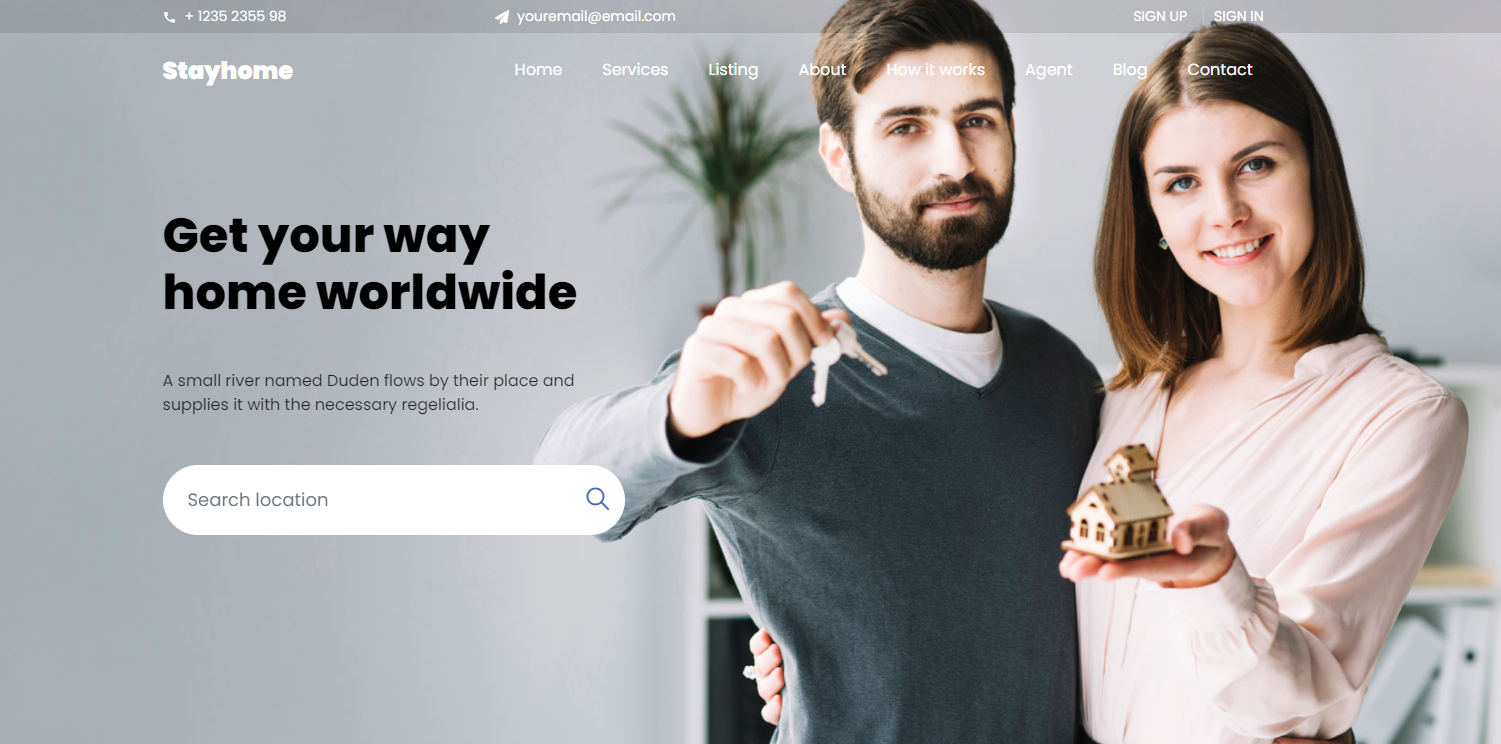 + 1235 2355 98
youremail@email.com
SIGN UP
SIGN IN
Stayhome
Home Services Listing About How it works Agent Blog Contact
Get your way
home worldwide
A small river named Duden flows by their place and
supplies it with the necessary regelialia.
Search location